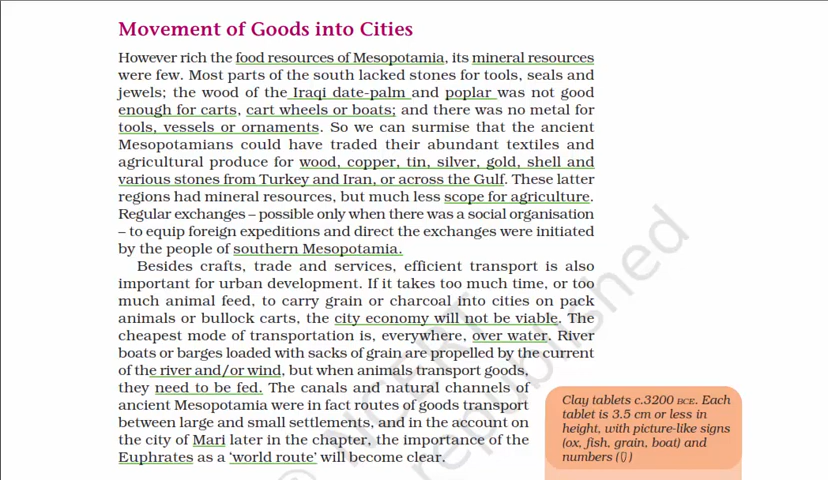 Movement of Goods into Cities
However rich the food resources of Mesopotamia, its mineral resources
were few. Most parts of the south lacked stones for tools, seals and
jewels; the wood of the Iraqi date-palm and poplar was not good
enough for carts, cart wheels or boats; and there was no metal for
tools, vessels or ornaments. So we can surmise that the ancient
Mesopotamians could have traded their abundant textiles and
agricultural produce for wood, copper, tin, silver, gold, shell and
various stones from Turkey and Iran, or across the Gulf. These latter
regions had mineral resources, but much less scope for agriculture.
Regular exchanges – possible only when there was a social organisation
– to equip foreign expeditions and direct the exchanges were initiated
by the people of southern Mesopotamia.
Besides crafts, trade and services, efficient transport is also
important for urban development. If it takes too much time, or too
much animal feed, to carry grain or charcoal into cities on pack
animals or bullock carts, the city economy will not be viable. The
cheapest mode of transportation is, everywhere, over water. River
boats or barges loaded with sacks of grain are propelled by the current
of the river and/or wind, but when animals transport goods,
they need to be fed. The canals and natural channels of
ancient Mesopotamia were in fact routes of goods transport
between large and small settlements, and in the account on
the city of Mari later in the chapter, the importance of the
Euphrates as a ‘world route’ will become clear.
Clay tablets c.3200 BCE. Each
tablet is 3.5 cm or less in
height, with picture-like signs
(ox, fish, grain, boat) and
numbers ()
© NCERT
republished